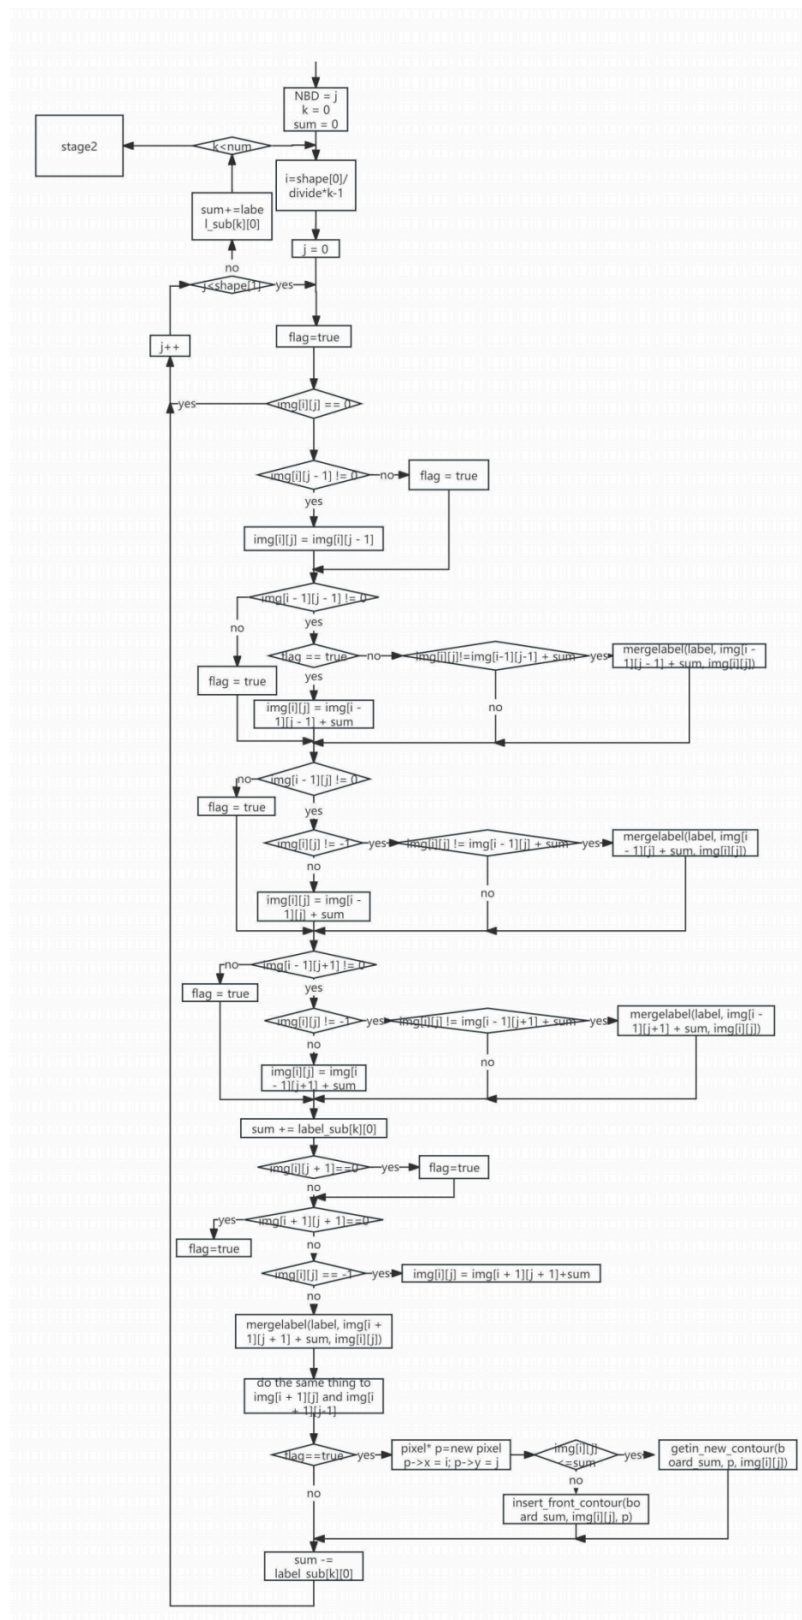 NBD = j
k = 0
sum = 0
stage2
k<num
i=shape[0]/
divide*k-1
sum+=labe
l_sub[k][0]
j = 0
no
j<shape[1]
yes
flag=true
j++
yes
img[i][j] == 0
img[i][j - 1] != 0
no
flag = true
yes
img[i][j] = img[i][j - 1]
img[i - 1][j - 1] != 0
yes
no
flag == true
no
img[i][j]!=img[i-1][j-1] + sum
yes
mergelabel(label, img[i -
1][j - 1] + sum, img[i][j])
flag = true
yes
img[i][j] = img[i -
1][j - 1] + sum
no
img[i - 1][j] != 0
no
flag = true
yes
img[i][j] != -1
yes
img[i][j] != img[i - 1][j] + sum
yes
mergelabel(label, img[i
- 1][j] + sum, img[i][j])
no
img[i][j] = img[i -
1][j] + sum
no
img[i - 1][j+1] != 0
no
flag = true
yes
img[i][j] != -1
yes
img[i][j] != img[i - 1][j+1] + sum
yes
mergelabel(label, img[i -
1][j+1] + sum, img[i][j])
no
img[i][j] = img[i
- 1][j+1] + sum
no
sum += label_sub[k][0]
img[i][j + 1]==0
yes
flag=true
no
img[i + 1][j + 1]==0
yes
flag=true
no
img[i][j] == -1
yes
img[i][j] = img[i + 1][j + 1]+sum
no
mergelabel(label, img[i +
1][j + 1] + sum, img[i][j])
do the same thing to
img[i + 1][j] and img[i
+ 1][j-1]
flag==true
yes
pixel* p=new pixel
p->x = i; p->y = j
img[i][j]
<=sum
yes
getin_new_contour(b
oard_sum, p, img[i][j])
no
no
insert_front_contour(bo
ard_sum, img[i][j], p)
sum -=
label_sub[k][0]